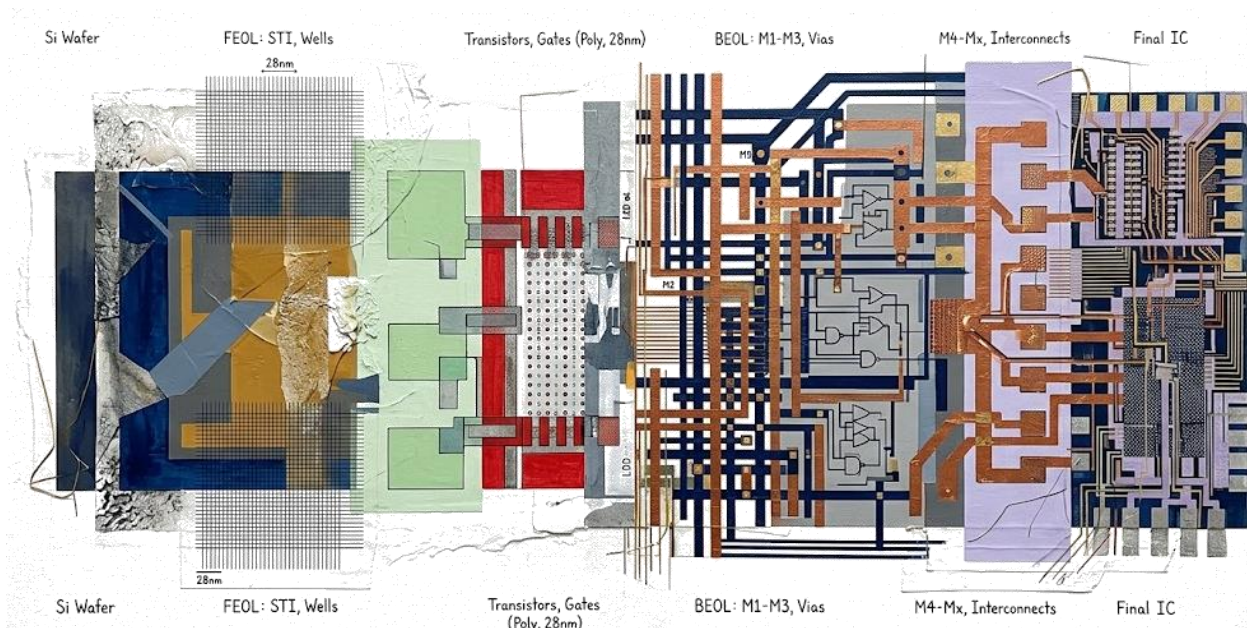 Si Wafer
FEOL: STI, Wells
Transistors, Gates (Poly, 28nm)
BEOL: M1-M3, Vias
M4-Mx, Interconnects
Final IC
28nm
M9
M2
LDD
28nm
Si Wafer
FEOL: STI, Wells
Transistors, Gates
(Poly, 28nm)
BEOL: M1-M3, Vias
M4-Mx, Interconnects
Final IC